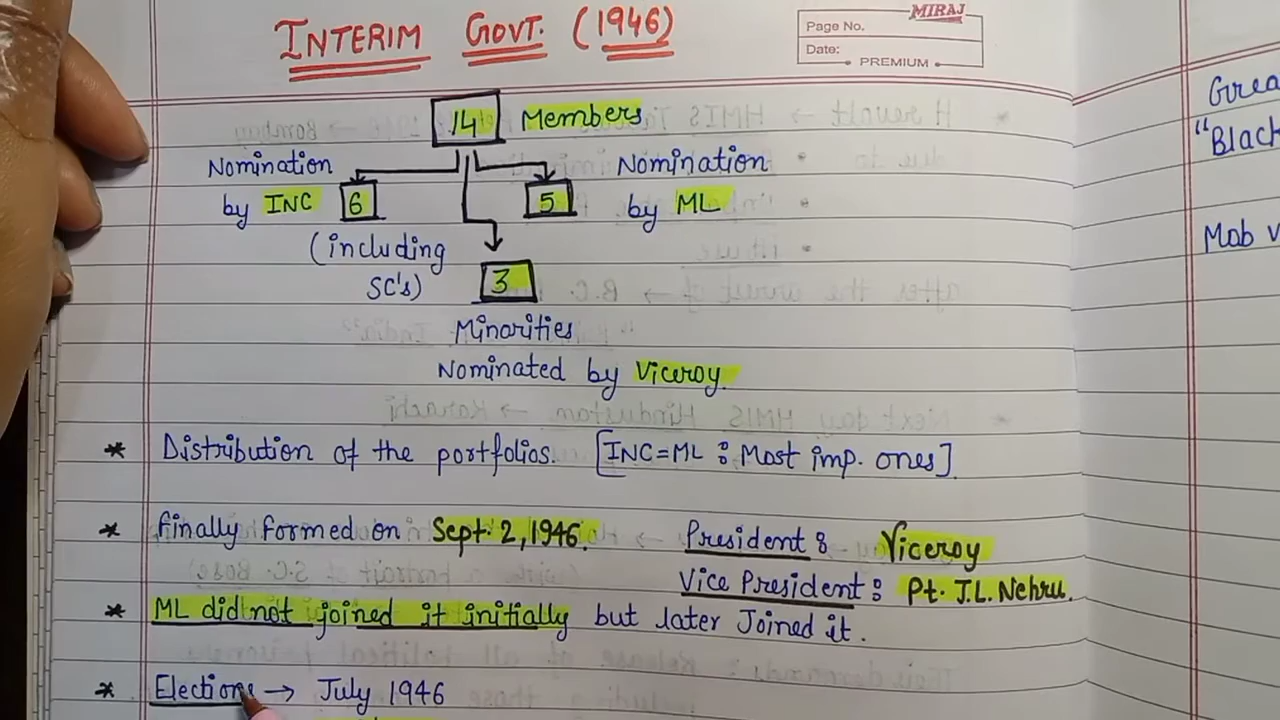 INTERIM GOVT. (1946)
MIRAJ
Page No.
Date:
PREMIUM
14 Members
Nomination by INC 6
(including SC's)
5 Nomination by ML
3
Minorities
Nominated by Viceroy.
* Distribution of the portfolios. [INC=ML : Most imp. ones]
* finally formed on Sept. 2, 1946.
President : Viceroy
Vice President : Pt. J.L. Nehru.
* ML did not joined it initially but later Joined it.
* Elections → July 1946
Mob